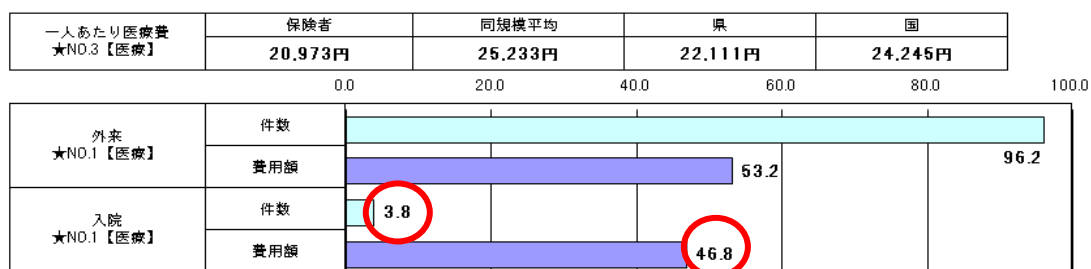 一人あたり医療費
★NO.3【医療】
保険者 同規模平均 県 国
20,973円 25,233円 22,111円 24,245円
0.0 20.0 40.0 60.0 80.0 100.0
外来
★NO.1【医療】
件数
96.2
費用額
53.2
入院
★NO.1【医療】
件数
3.8
費用額
46.8